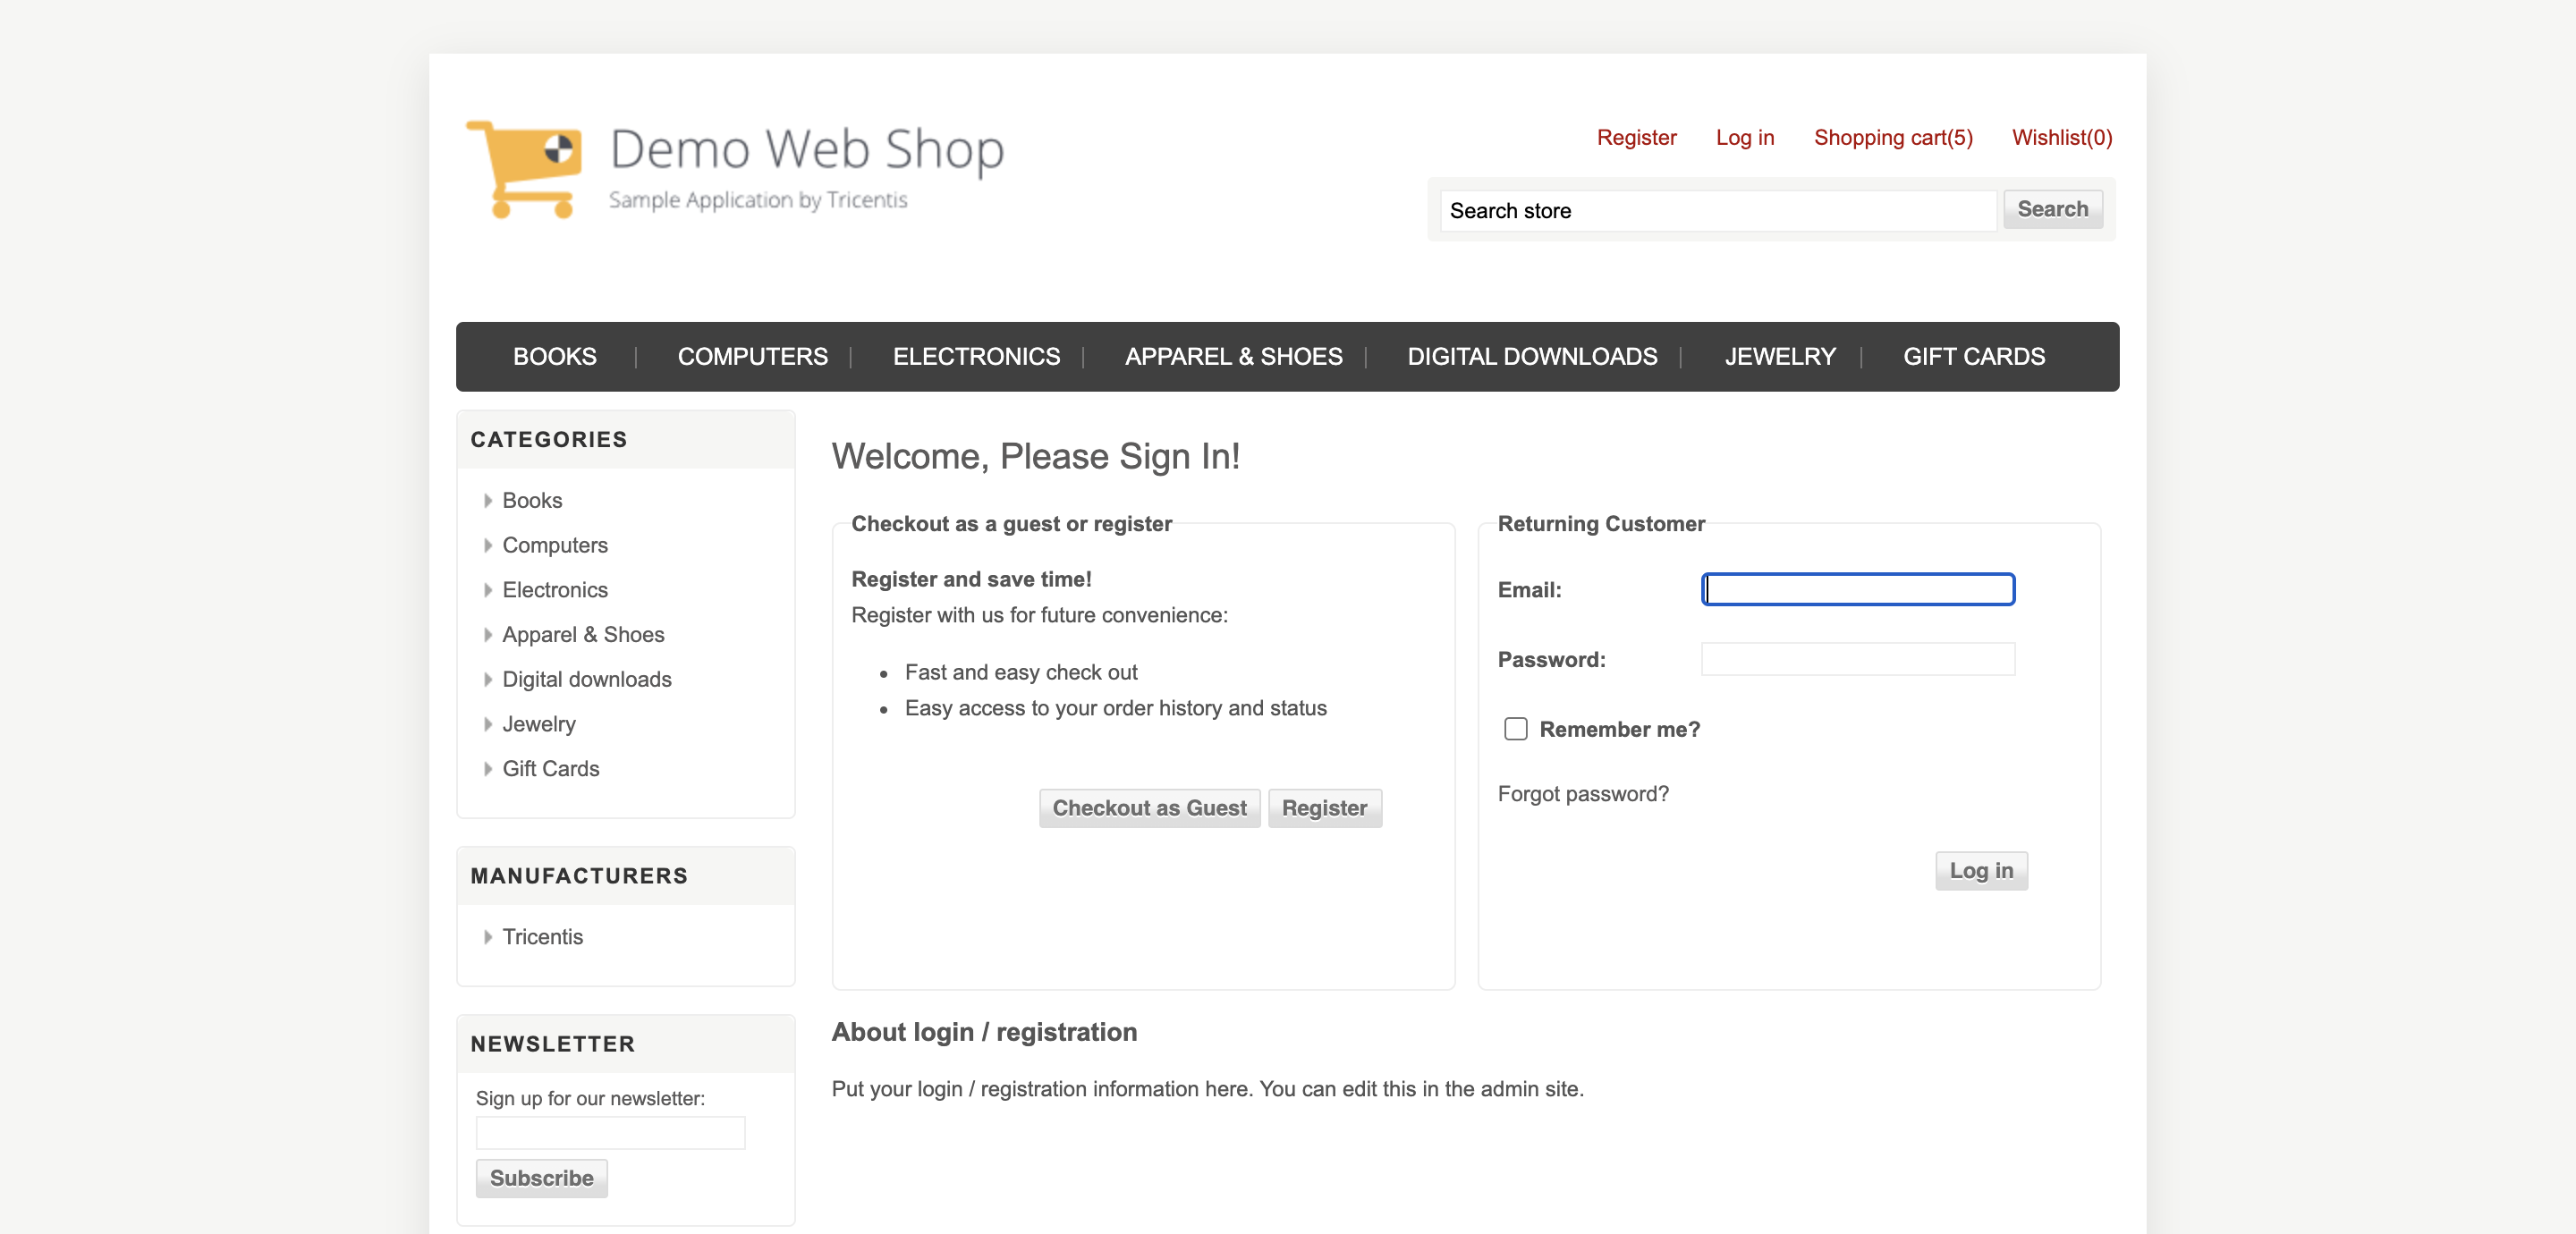 Demo Web Shop
Sample Application by Tricentis
Register Log in Shopping cart(5) Wishlist(0)
Search store Search
BOOKS COMPUTERS ELECTRONICS APPAREL & SHOES DIGITAL DOWNLOADS JEWELRY GIFT CARDS
CATEGORIES
Books
Computers
Electronics
Apparel & Shoes
Digital downloads
Jewelry
Gift Cards
MANUFACTURERS
Tricentis
NEWSLETTER
Sign up for our newsletter:
Subscribe
Welcome, Please Sign In!
Checkout as a guest or register
Register and save time!
Register with us for future convenience:
Fast and easy check out
Easy access to your order history and status
Checkout as Guest Register
Returning Customer
Email:
Password:
Remember me?
Forgot password?
Log in
About login / registration
Put your login / registration information here. You can edit this in the admin site.